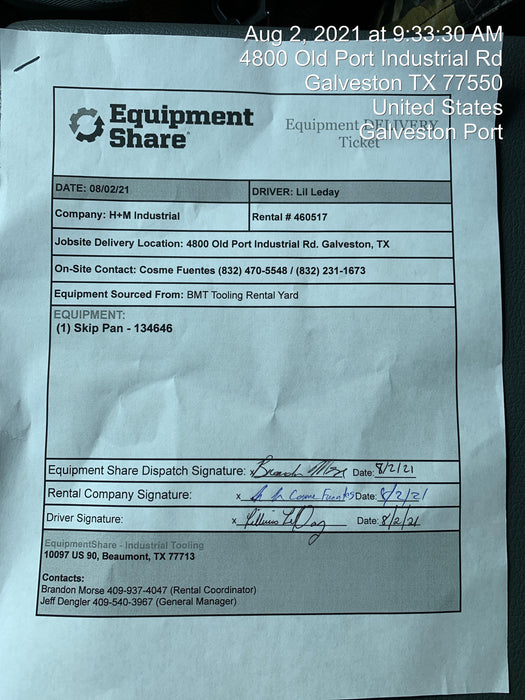 Aug 2, 2021 at 9:33:30 AM
4800 Old Port Industrial Rd
Galveston TX 77550
United States
Galveston Port
Equipment
Share
Equipment DELIVERY
Ticket
DATE: 08/02/21
DRIVER: Lil Leday
Company: H+M Industrial
Rental # 460517
Jobsite Delivery Location: 4800 Old Port Industrial Rd. Galveston, TX
On-Site Contact: Cosme Fuentes (832) 470-5548 / (832) 231-1673
Equipment Sourced From: BMT Tooling Rental Yard
EQUIPMENT:
(1) Skip Pan - 134646
Equipment Share Dispatch Signature: x Date: 8/2/21
Rental Company Signature: x Cosme Fuentes Date: 8/2/21
Driver Signature: x Date: 8/2/21
EquipmentShare - Industrial Tooling
10097 US 90, Beaumont, TX 77713
Contacts:
Brandon Morse 409-937-4047 (Rental Coordinator)
Jeff Dengler 409-540-3967 (General Manager)